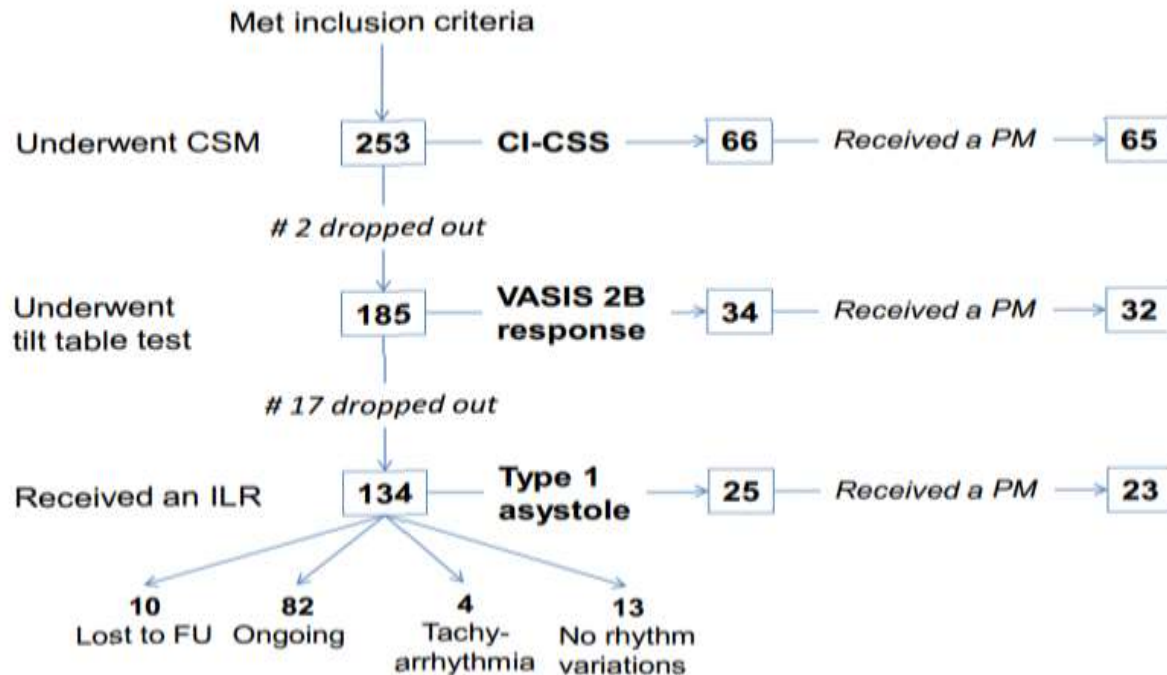 Met inclusion criteria
Underwent CSM 253 CI-CSS 66 Received a PM 65
# 2 dropped out
Underwent
tilt table test
185
VASIS 2B
response
34 Received a PM 32
# 17 dropped out
Received an ILR 134
Type 1
asystole
25 Received a PM 23
10
Lost to FU
82
Ongoing
4
Tachy-
arrhythmia
13
No rhythm
variations